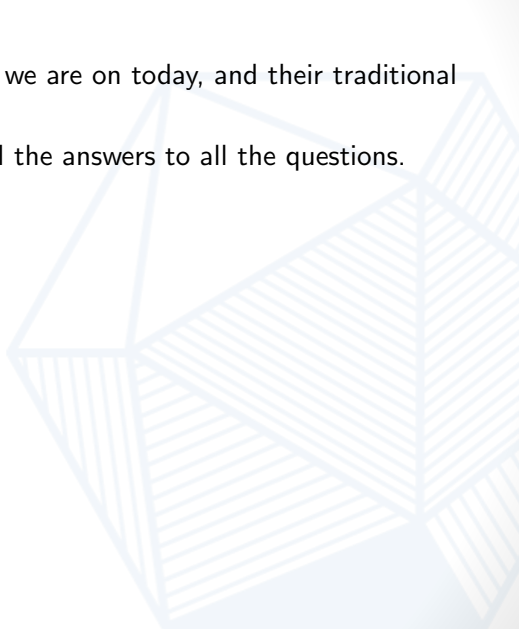 we are on today, and their traditional
the answers to all the questions.